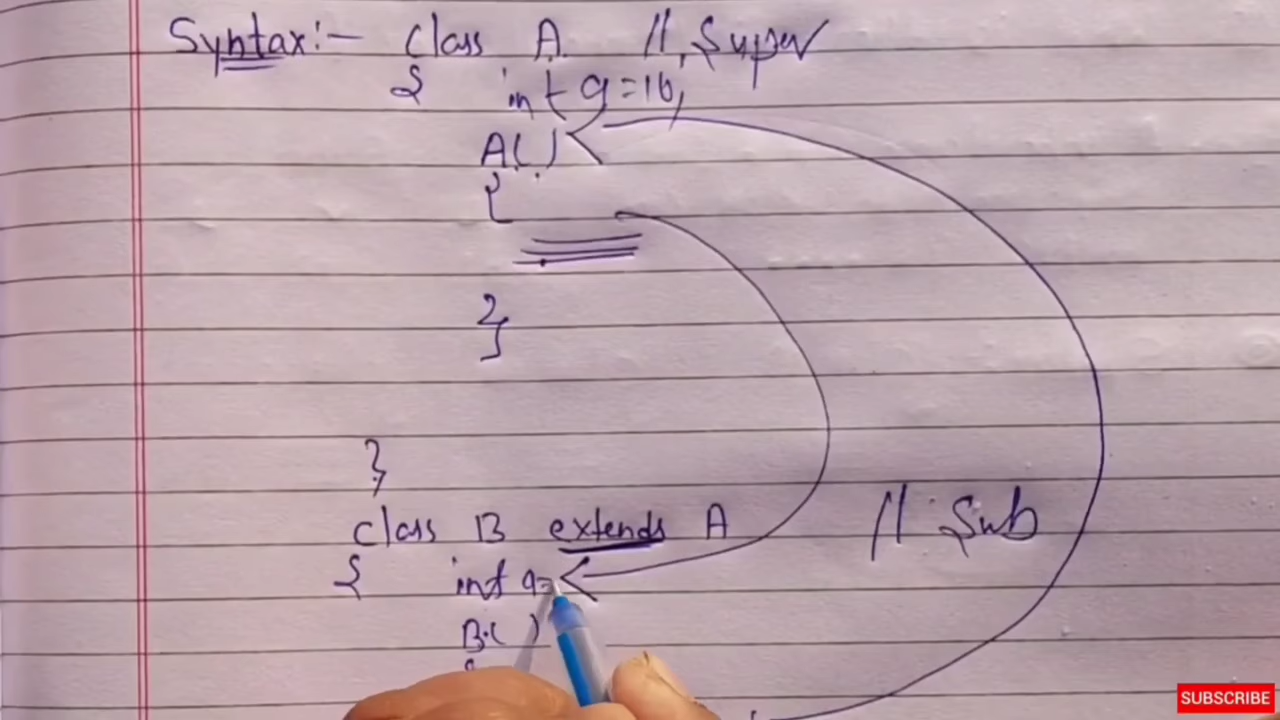 Syntax:- Class A // Super
{ int a=10;
A( )
{
}
}
class B extends A // Sub
{ int a=
B( )
{
SUBSCRIBE